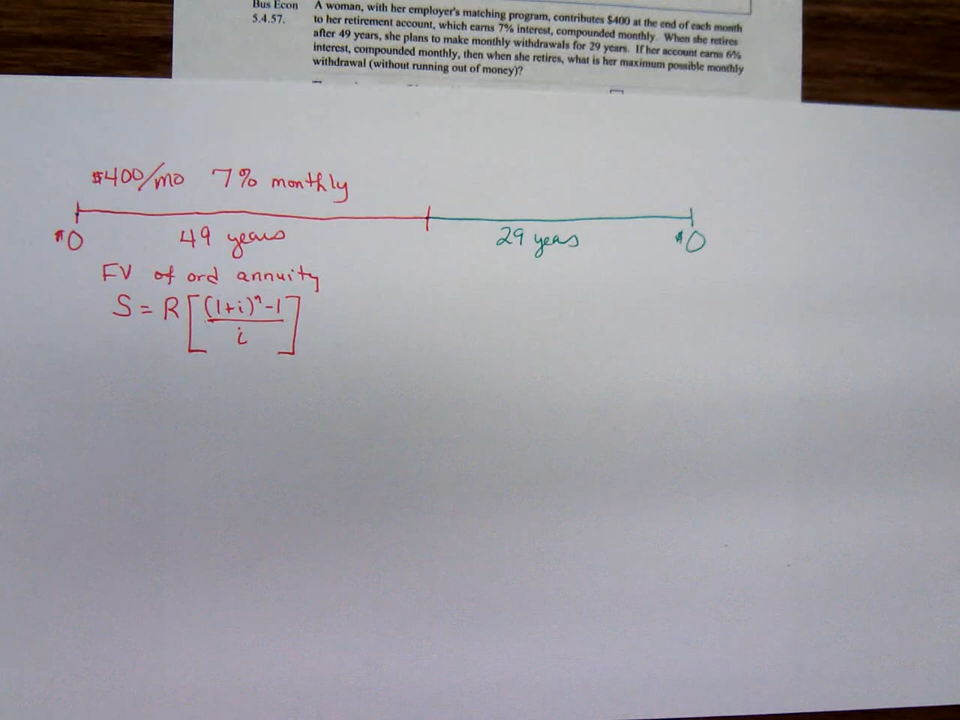 Bus Econ
5.4.57.
A woman, with her employer's matching program, contributes $400 at the end of each month
to her retirement account, which earns 7% interest, compounded monthly. When she retires
after 49 years, she plans to make monthly withdrawals for 29 years. If her account earns 6%
interest, compounded monthly, then when she retires, what is her maximum possible monthly
withdrawal (without running out of money)?
$400/mo 7% monthly
$0 49 years 29 years $0
FV of ord annuity
S = R[((1+i)^n - 1)/i]